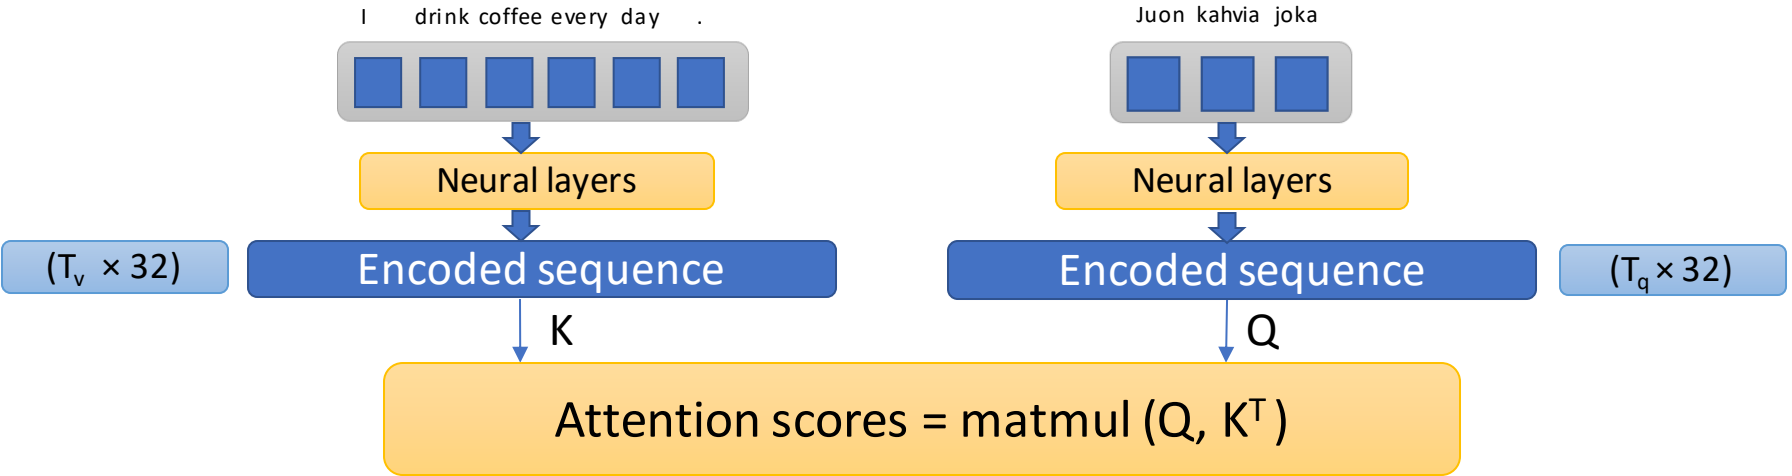 I drink coffee every day .
Juon kahvia joka
Neural layers
Neural layers
(Tv × 32)
Encoded sequence
Encoded sequence
(Tq × 32)
K
Q
Attention scores = matmul (Q, K^T )